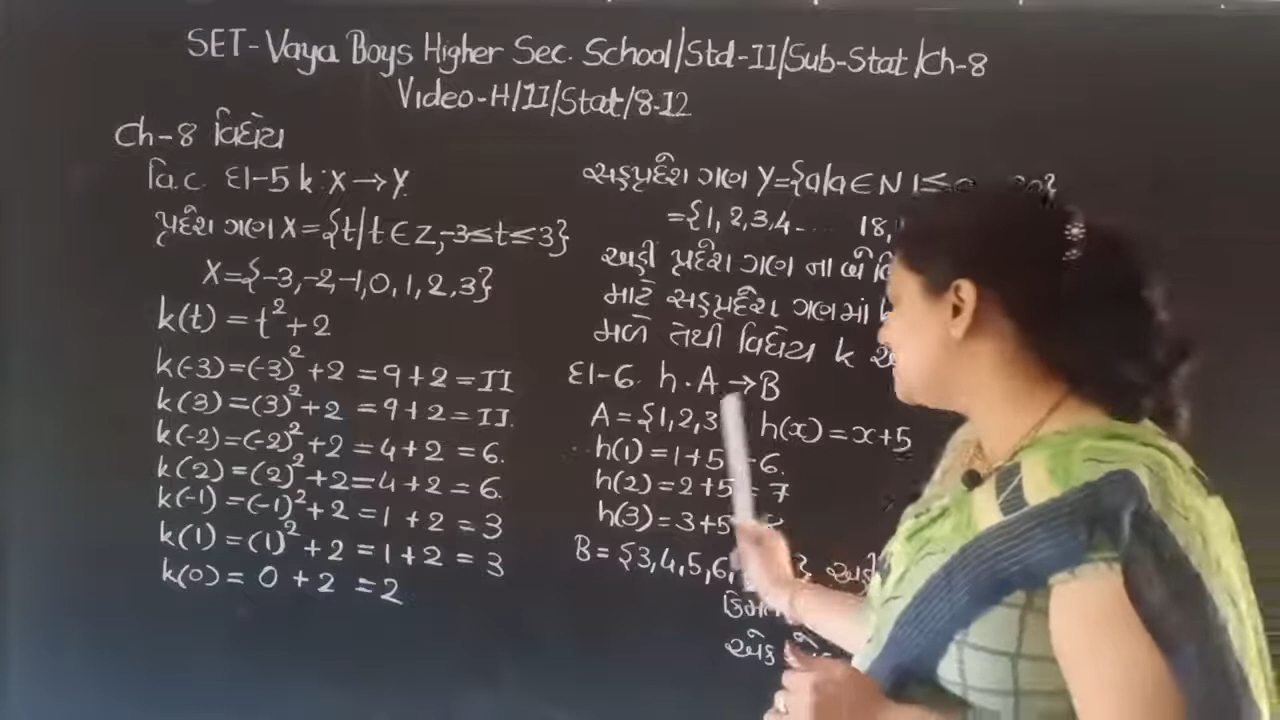 SET-Vaya Boys Higher Sec. School/Std-II/Sub-Stat/Ch-8
Video-H/II/Stat/8.12
Ch-8 વિધેય
વિ.c. દા-5 k:X→Y
પ્રદેશ ગણ X={t/t∈Z,-3≤t≤3}
X={-3,-2,-1,0,1,2,3}
k(t)=t²+2
k(-3)=(-3)²+2=9+2=II
k(3)=(3)²+2=9+2=II.
k(-2)=(-2)²+2=4+2=6.
k(2)=(2)²+2=4+2=6.
k(-1)=(-1)²+2=1+2=3
k(1)=(1)²+2=1+2=3
k(0)=0+2=2
સહપ્રદેશ ગણ Y={a/a∈N 1≤
={1,2,3,4.... 18,
અહી પ્રદેશ ગણ ના બે
માટે સહપ્રદેશ ગણમાં
મળે તેથી વિધેય k
દા-6. h.A→B
A={1,2,3 h(x)=x+5
h(1)=1+5 6.
h(2)=2+5=7
h(3)=3+5
B={3,4,5,6,